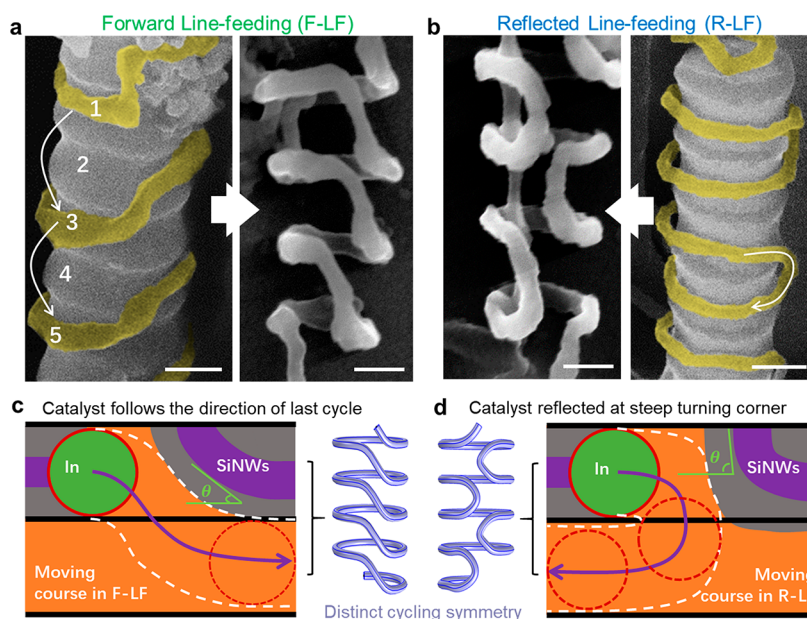 a
Forward Line-feeding (F-LF)
1
2
3
4
5
b
Reflected Line-feeding (R-LF)
c
Catalyst follows the direction of last cycle
In
θ
SiNWs
Moving
course in F-LF
Distinct cycling symmetry
d
Catalyst reflected at steep turning corner
In
θ
SiNWs
Movin
course in R-L